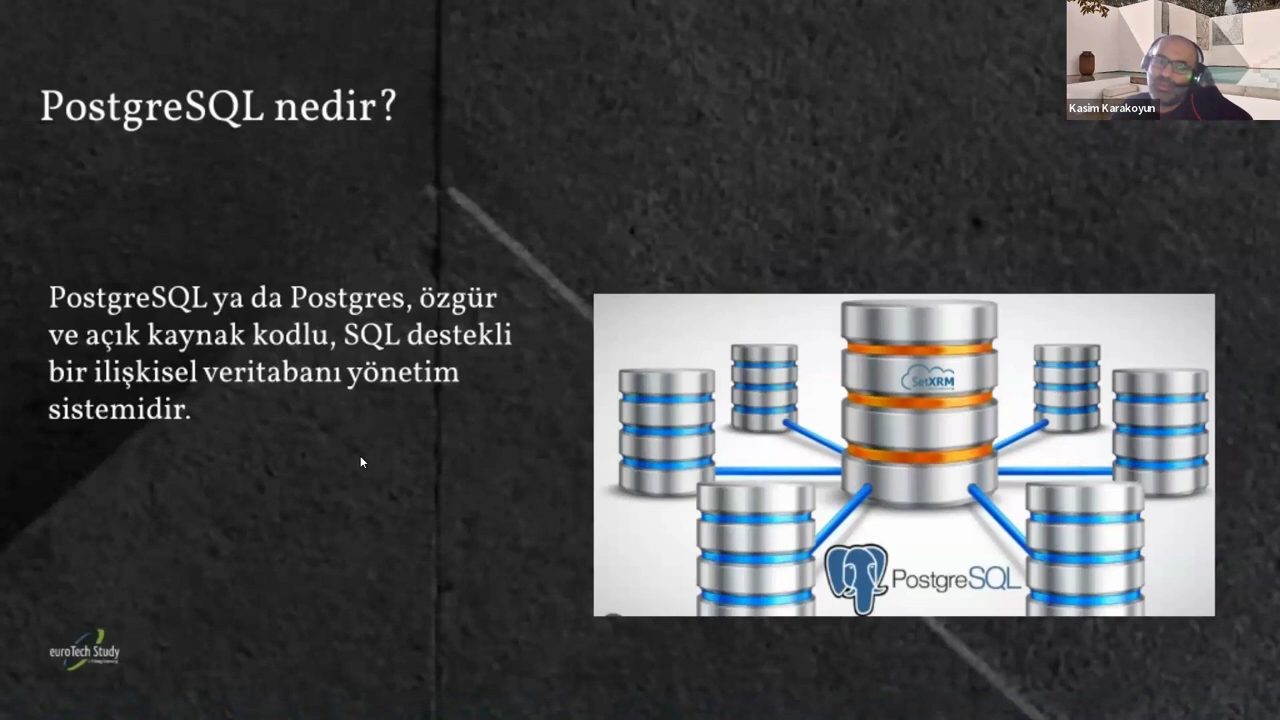 PostgreSQL nedir?
Kasim Karakoyun
PostgreSQL ya da Postgres, özgür
ve açık kaynak kodlu, SQL destekli
bir ilişkisel veritabanı yönetim
sistemidir.
SetXRM
PostgreSQL
euroTech Study